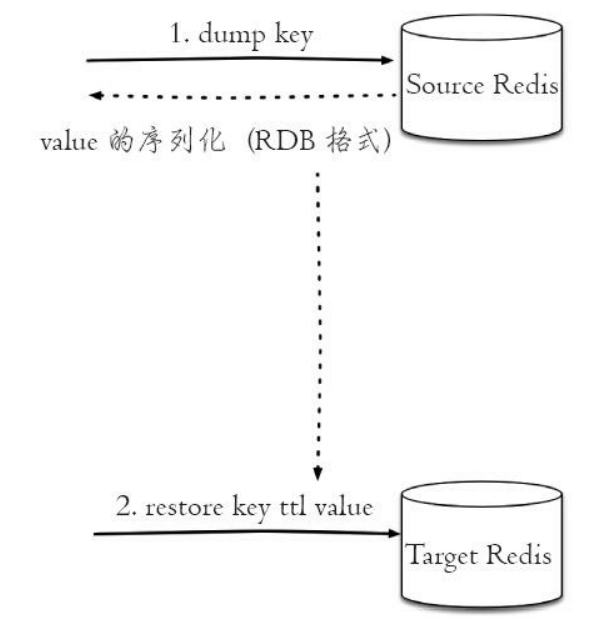 1. dump key
Source Redis
value 的序列化 (RDB 格式)
2. restore key ttl value
Target Redis